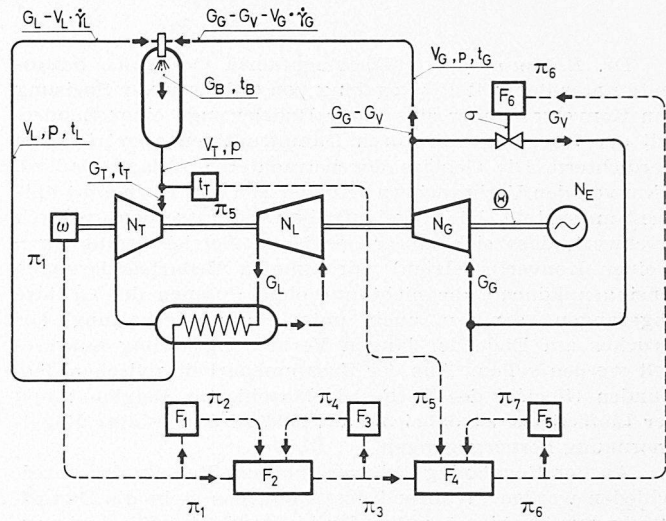 G_L – V_L · γ̇_L
G_G – G_V – V_G · γ̇_G
G_B , t_B
V_G, p, t_G
π_6
F_6
G_G – G_V
σ
G_V
V_L, p, t_L
V_T, p
G_T, t_T
t_T
π_5
ω
N_T
N_L
N_G
Θ
N_E
π_1
G_L
G_G
π_2
π_4
π_5
π_7
F_1
F_3
F_5
F_2
F_4
π_1
π_3
π_6